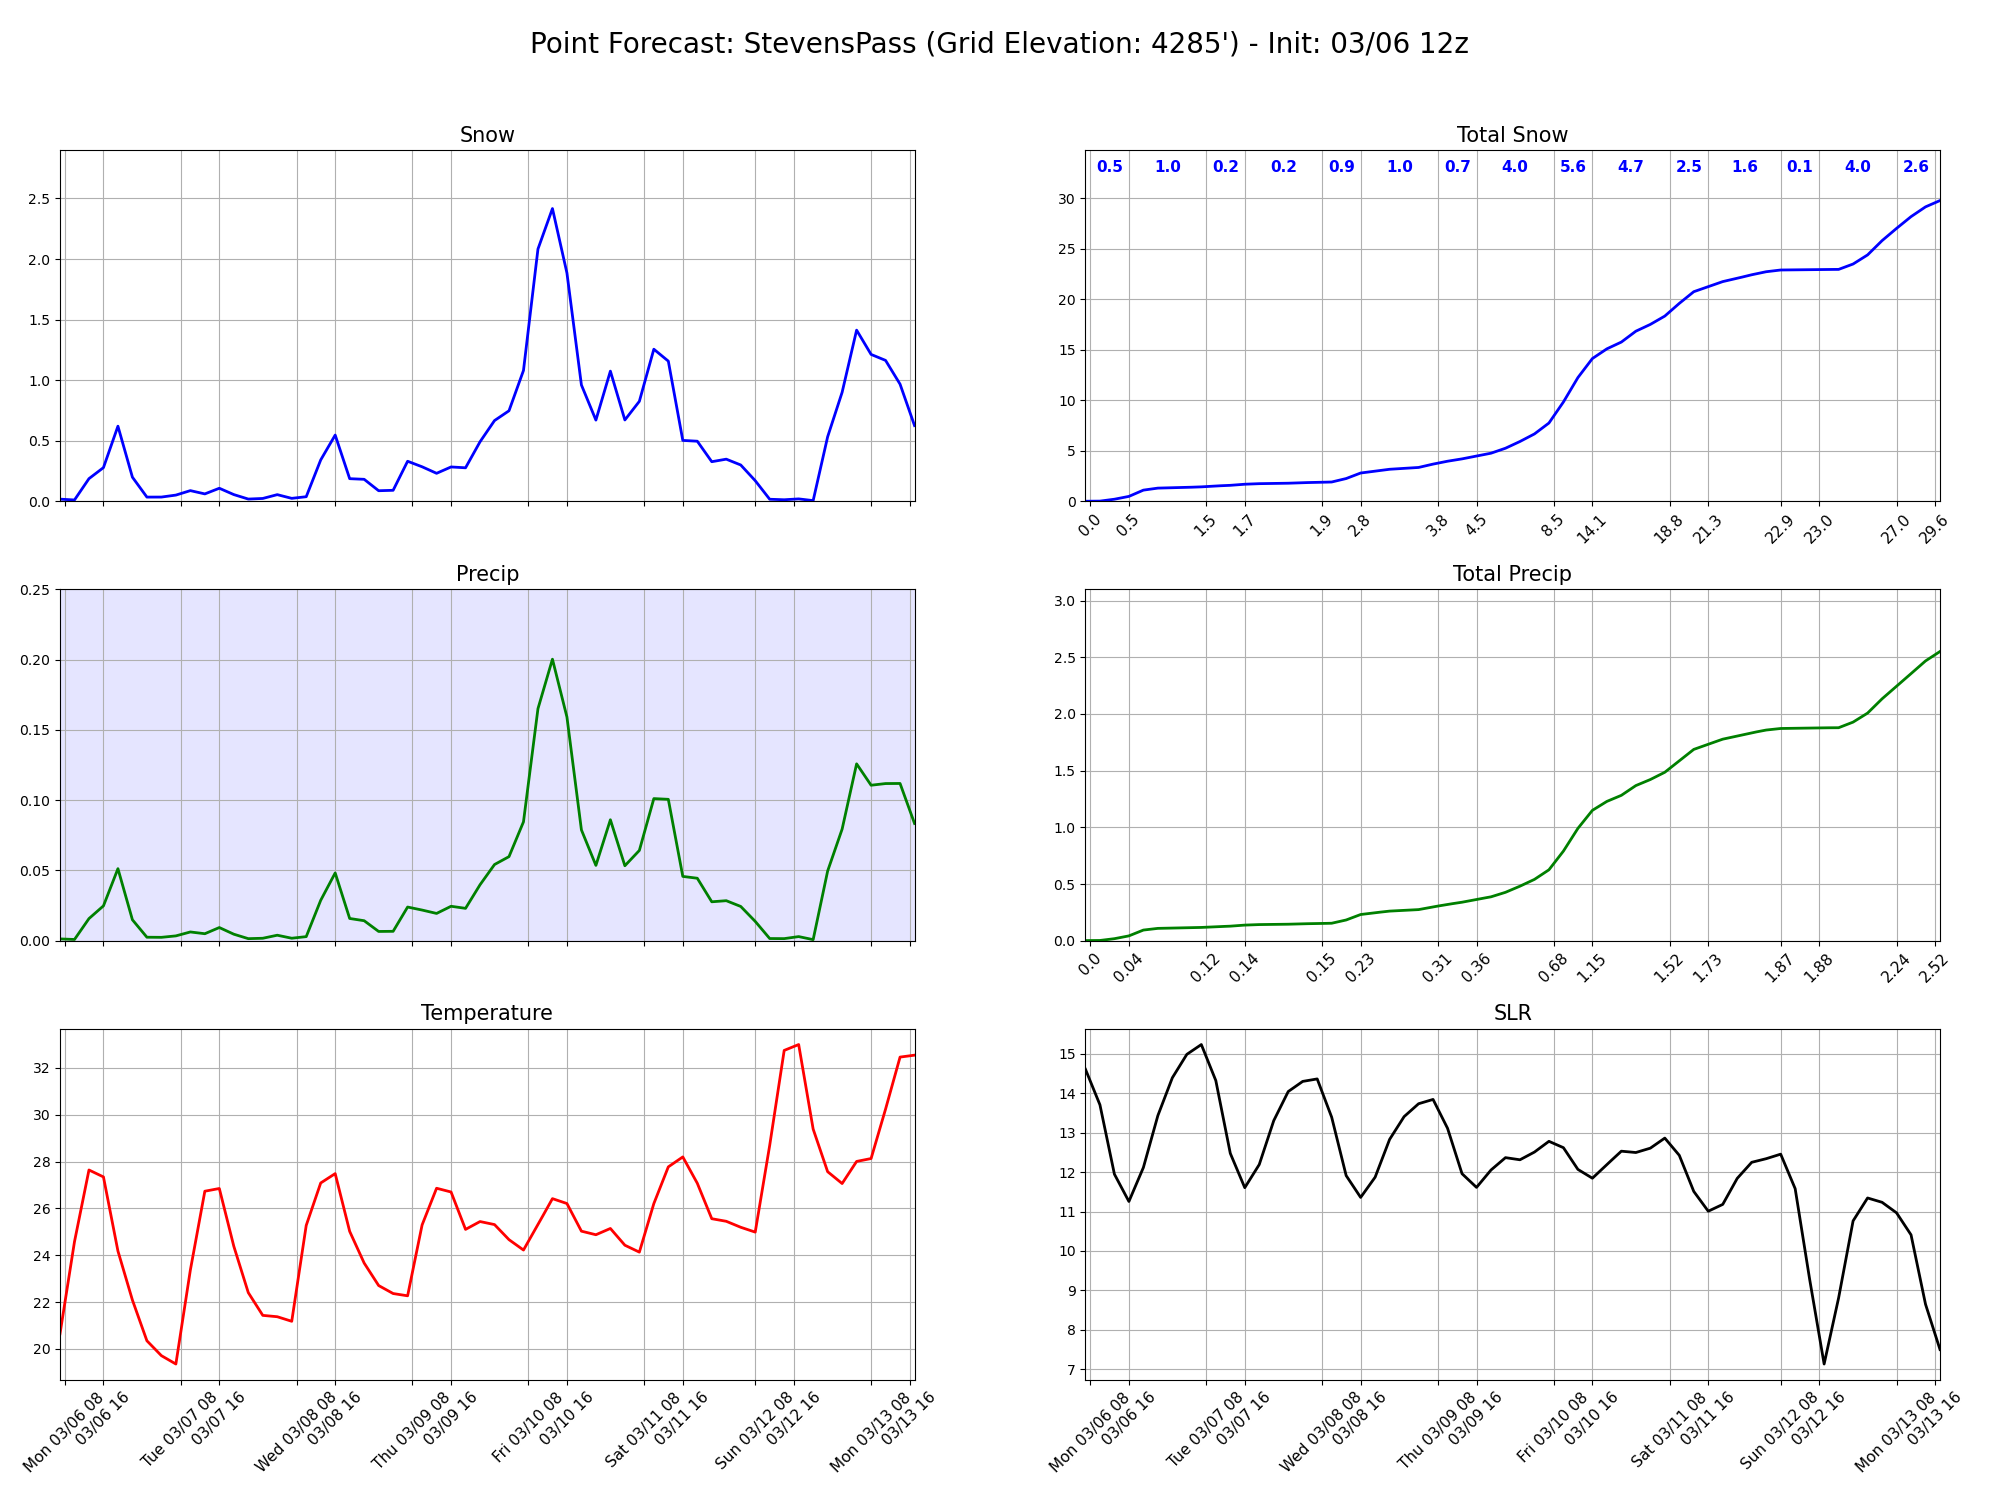 Point Forecast: StevensPass (Grid Elevation: 4285') - Init: 03/06 12z
Snow
2.5
2.0
1.5
1.0
0.5
0.0
Total Snow
0.5 1.0 0.2 0.2 0.9 1.0 0.7 4.0 5.6 4.7 2.5 1.6 0.1 4.0 2.6
30
25
20
15
10
5
0
0.0 0.5 1.5 1.7 1.9 2.8 3.8 4.5 8.5 14.1 18.8 21.3 22.9 23.0 27.0 29.6
Precip
0.25
0.20
0.15
0.10
0.05
0.00
Total Precip
3.0
2.5
2.0
1.5
1.0
0.5
0.0
0.0 0.04 0.12 0.14 0.15 0.23 0.31 0.36 0.68 1.15 1.52 1.73 1.87 1.88 2.24 2.52
Temperature
32
30
28
26
24
22
20
Mon 03/06 08
03/06 16
Tue 03/07 08
03/07 16
Wed 03/08 08
03/08 16
Thu 03/09 08
03/09 16
Fri 03/10 08
03/10 16
Sat 03/11 08
03/11 16
Sun 03/12 08
03/12 16
Mon 03/13 08
03/13 16
SLR
15
14
13
12
11
10
9
8
7
Mon 03/06 08
03/06 16
Tue 03/07 08
03/07 16
Wed 03/08 08
03/08 16
Thu 03/09 08
03/09 16
Fri 03/10 08
03/10 16
Sat 03/11 08
03/11 16
Sun 03/12 08
03/12 16
Mon 03/13 08
03/13 16